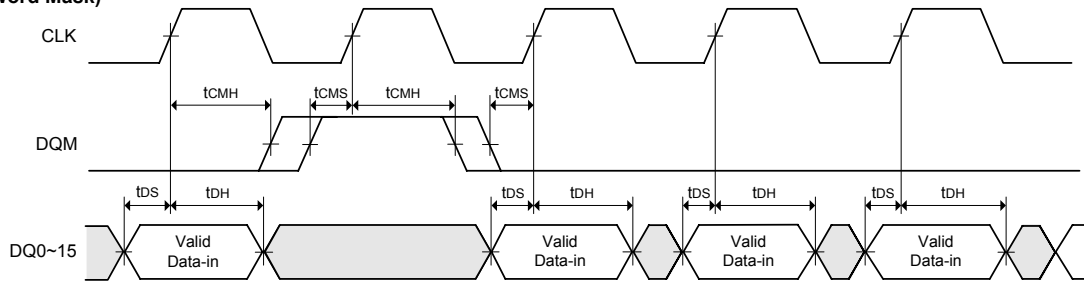 Word Mask)
CLK
tCMH tCMS tCMH tCMS
DQM
tDS tDH tDS tDH tDS tDH tDS tDH
DQ0~15 Valid Data-in Valid Data-in Valid Data-in Valid Data-in